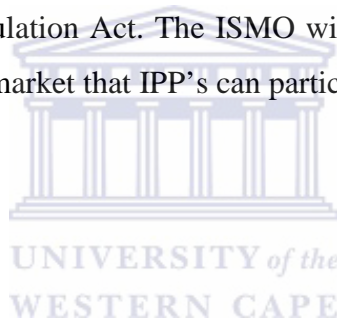 ulation Act. The ISMO wi
market that IPP's can partic
UNIVERSITY of the
WESTERN CAPE